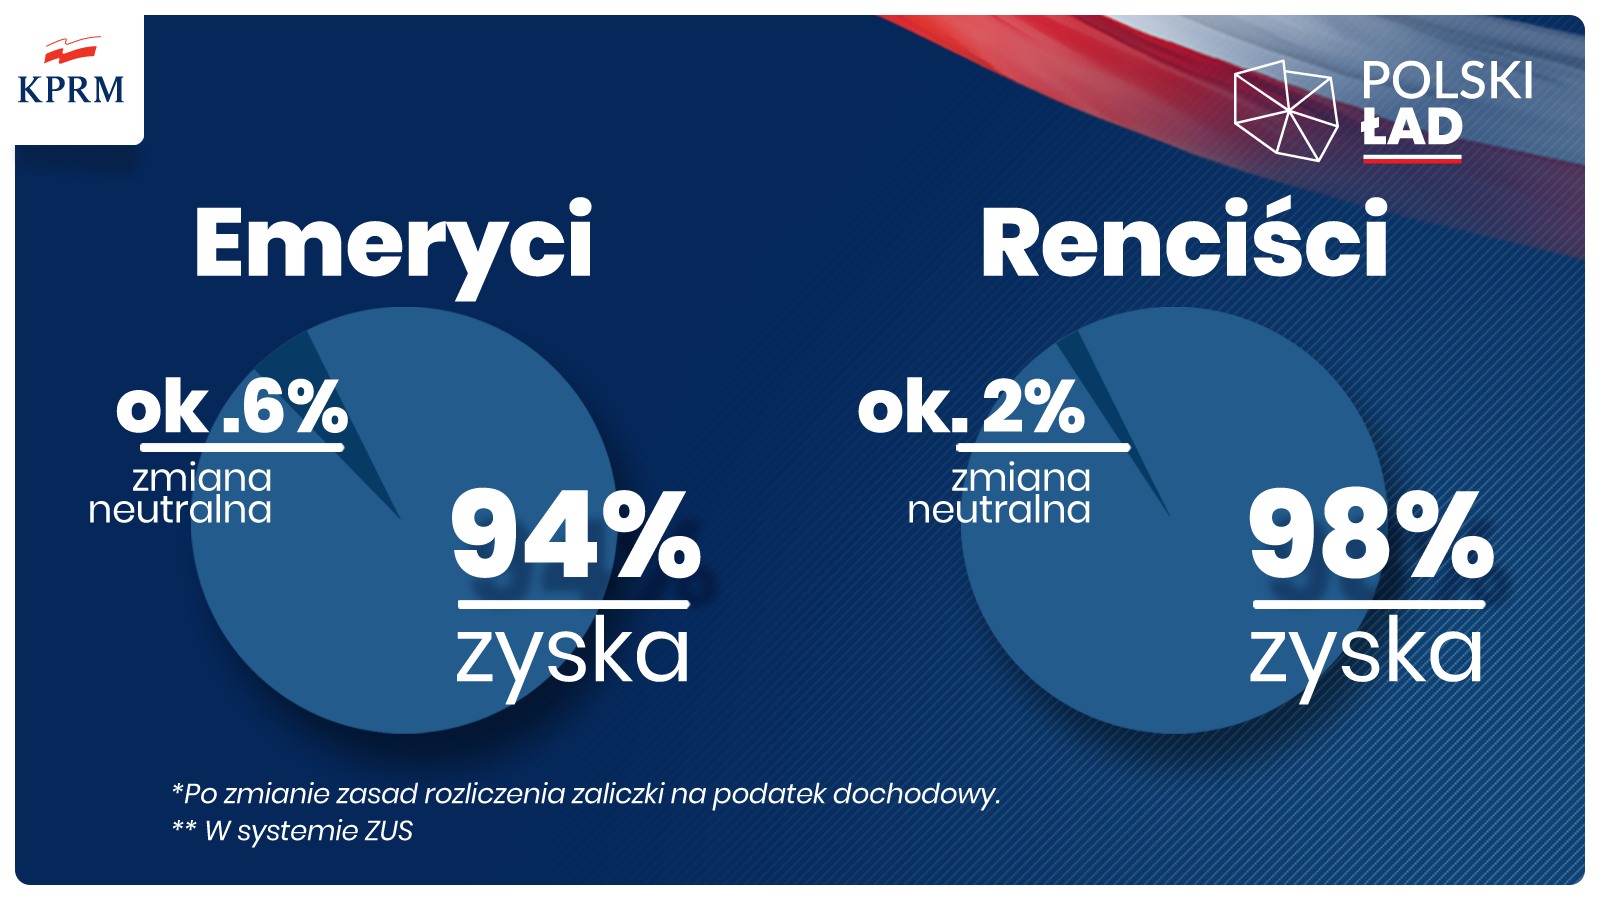 KPRM
POLSKI
ŁAD
Emeryci
ok .6%
zmiana
neutralna
94%
zyska
Renciści
ok. 2%
zmiana
neutralna
98%
zyska
*Po zmianie zasad rozliczenia zaliczki na podatek dochodowy.
** W systemie ZUS